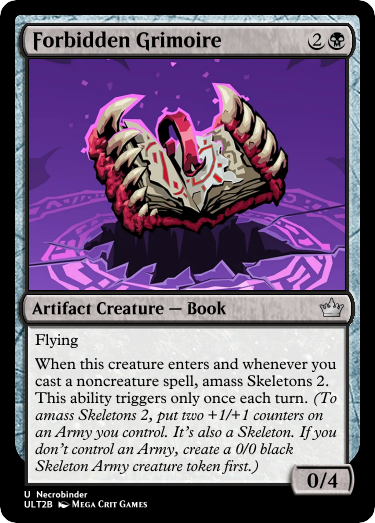 Forbidden Grimoire 2
Artifact Creature — Book
Flying
When this creature enters and whenever you
cast a noncreature spell, amass Skeletons 2.
This ability triggers only once each turn. (To
amass Skeletons 2, put two +1/+1 counters on
an Army you control. It's also a Skeleton. If you
don't control an Army, create a 0/0 black
Skeleton Army creature token first.)
0/4
U Necrobinder
ULT2B Mega Crit Games